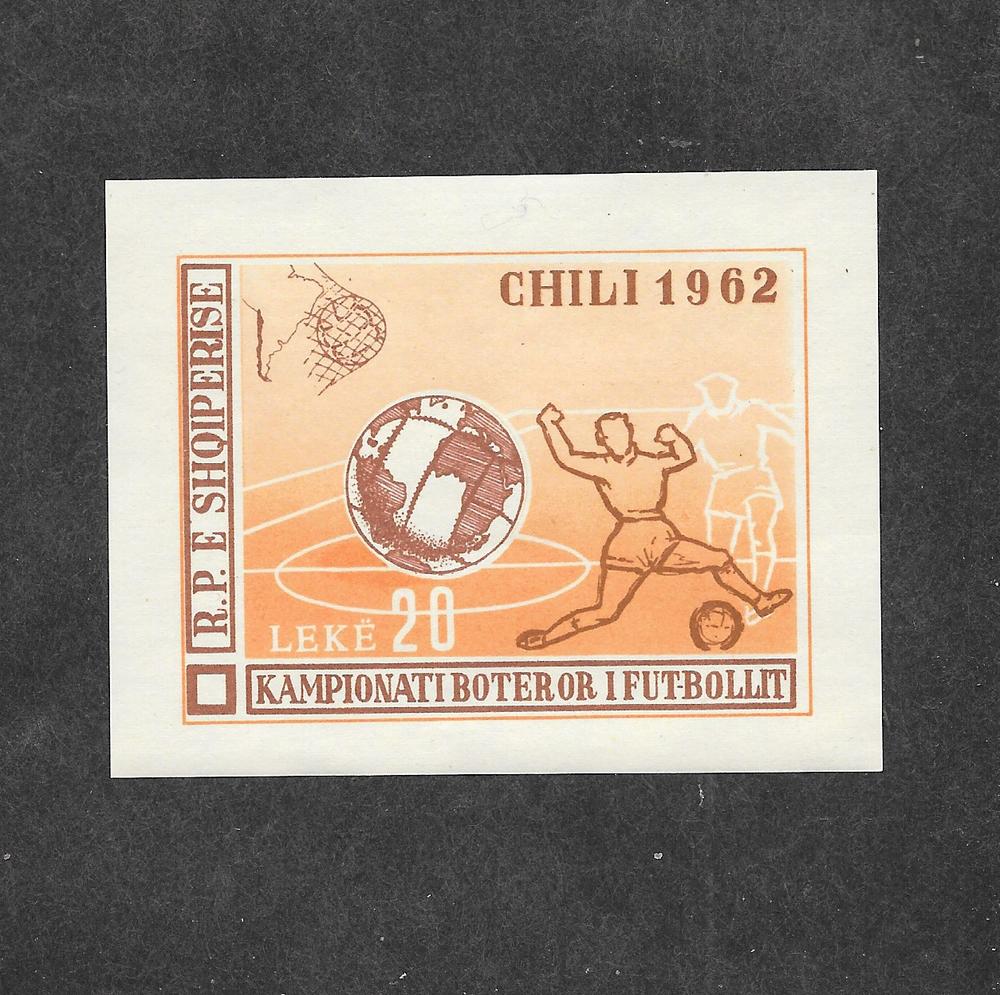 CHILI 1962
R.P. E SHQIPERISE
LEKË 20
KAMPIONATI BOTEROR I FUT-BOLLIT